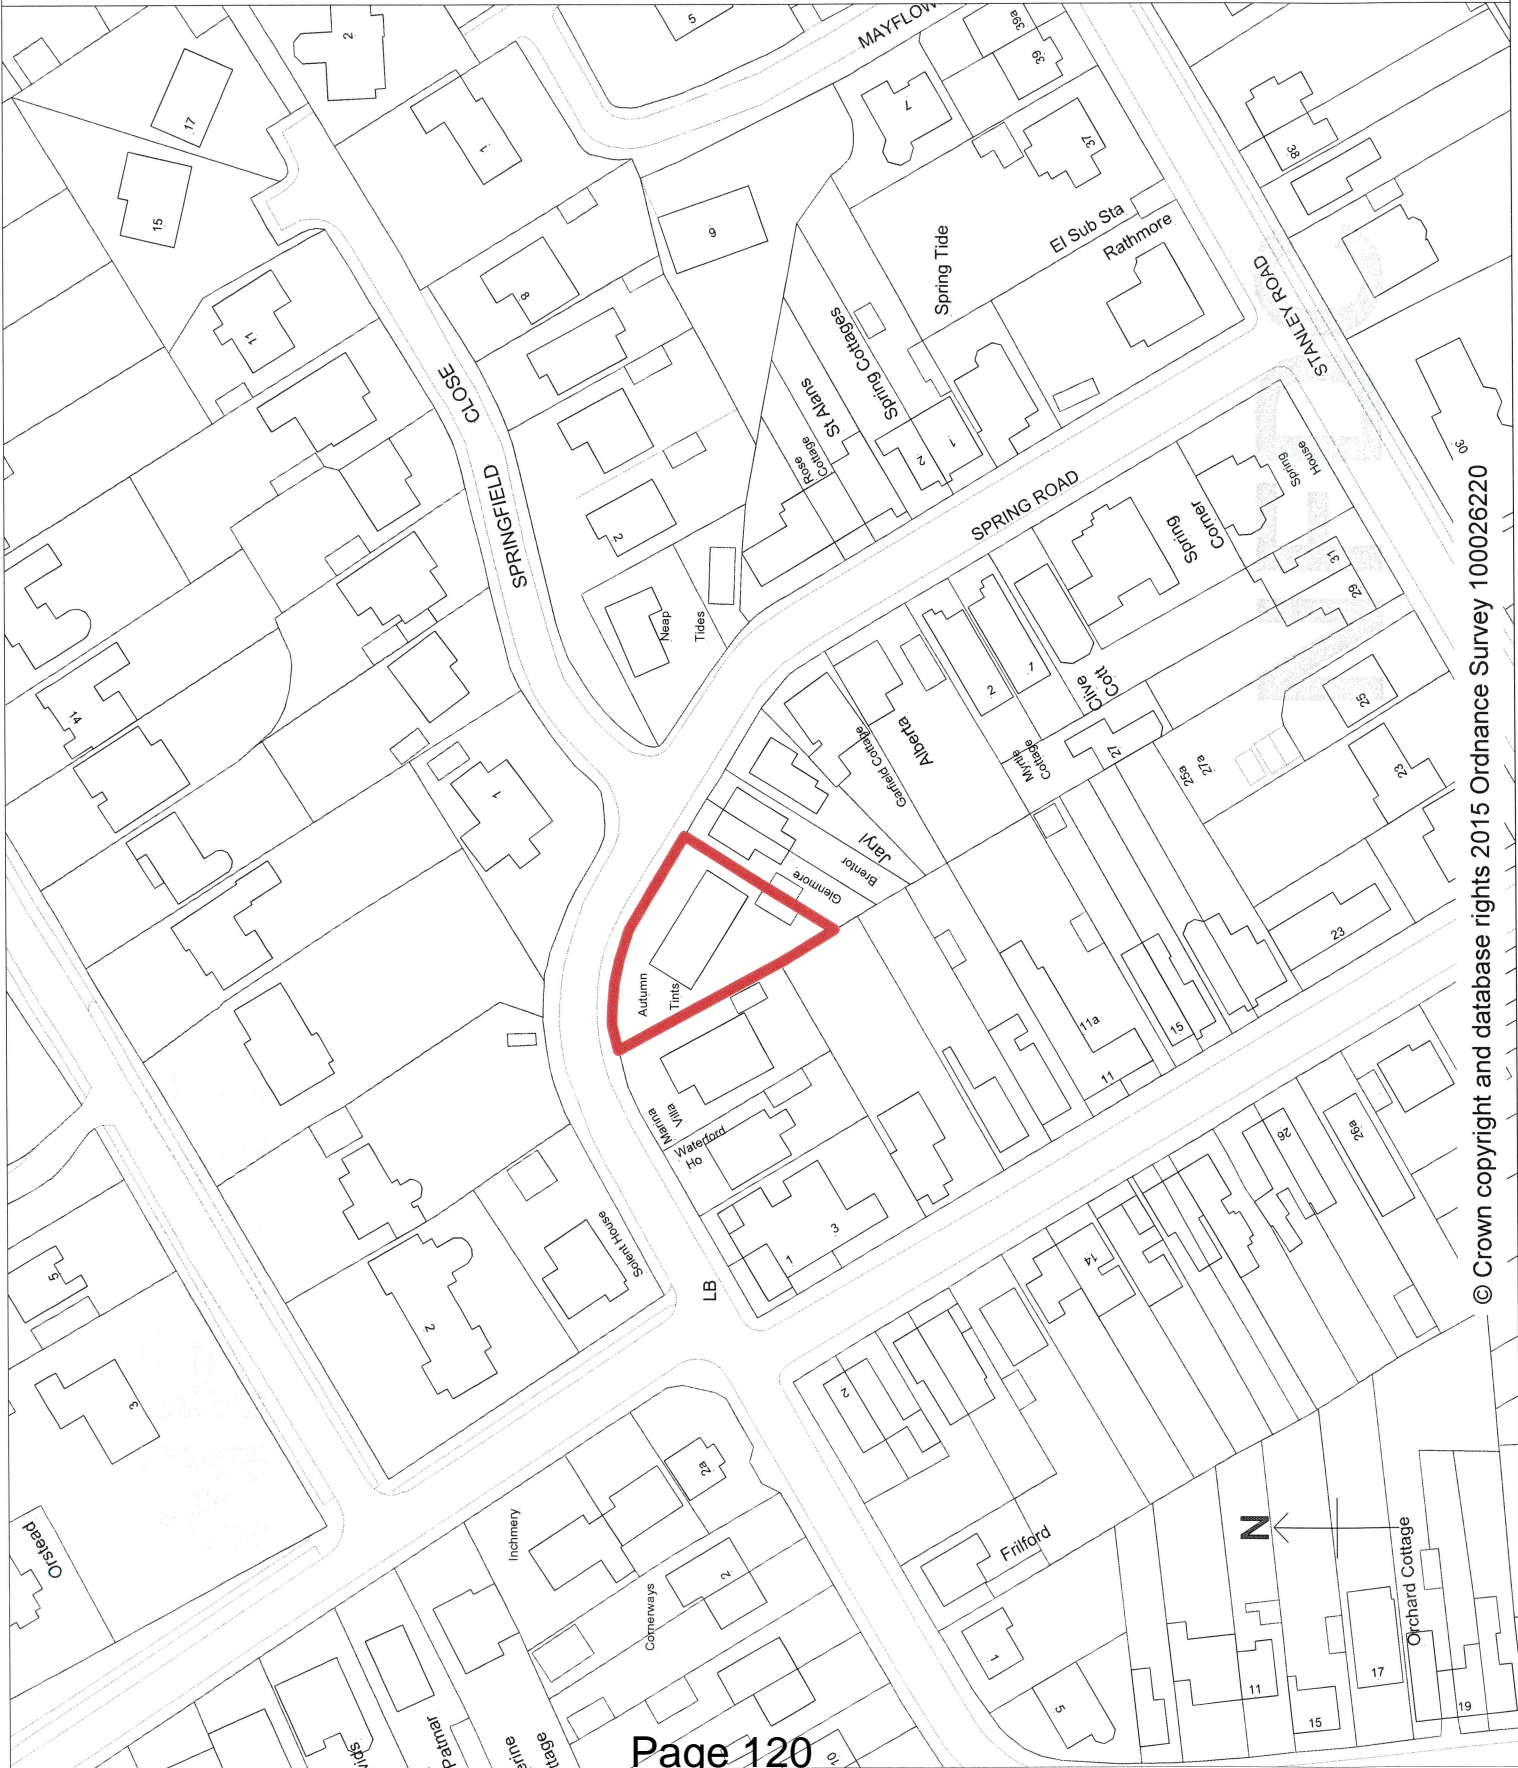 5
MAYFLOW
39a
39
2
17
1
7
37
38
15
9
El Sub Sta
Rathmore
Spring Tide
8
11
STANLEY ROAD
CLOSE
Spring Cottages
St Alans
Rose
Cottage
2
1
30
SPRINGFIELD
SPRING ROAD
Spring
House
Spring
Corner
2
31
29
Neap
Tides
14
2
1
Clive
Cott
25
Alberta
Garfield Cottage
Myrtle
Cottage
27
25a
27a
23
1
Jaryl
Brentor
Glenmore
23
Autumn
Tints
11a
15
11
Marina
Villa
Waterford
Ho
26
26a
3
1
14
Solent House
LB
5
2
3
2
2a
Inchmery
Orstead
2
Cornerways
Frilford
N
Orchard Cottage
1
5
11
15
17
19
Patmar
vids
erine
ttage
10
© Crown copyright and database rights 2015 Ordnance Survey 100026220
Page 120